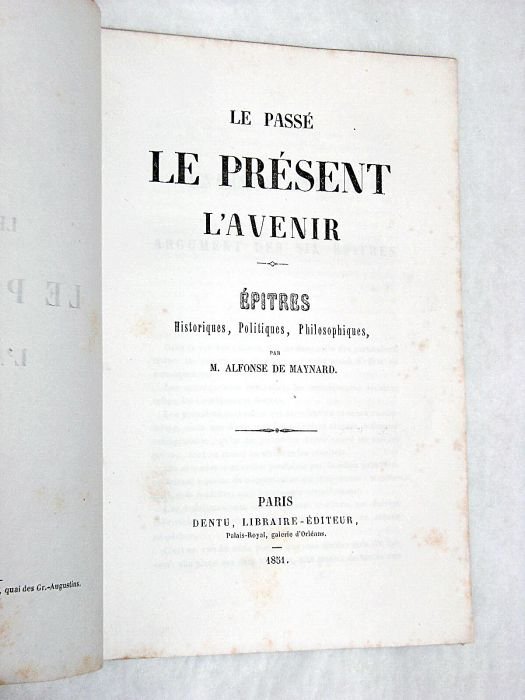 LE PASSÉ
LE PRÉSENT
L'AVENIR
ÉPITRES
Historiques, Politiques, Philosophiques,
PAR
M. ALFONSE DE MAYNARD.
PARIS
DENTU, LIBRAIRE-ÉDITEUR,
Palais-Royal, galerie d'Orléans.
1851.
, quai des Gr.-Augustins.